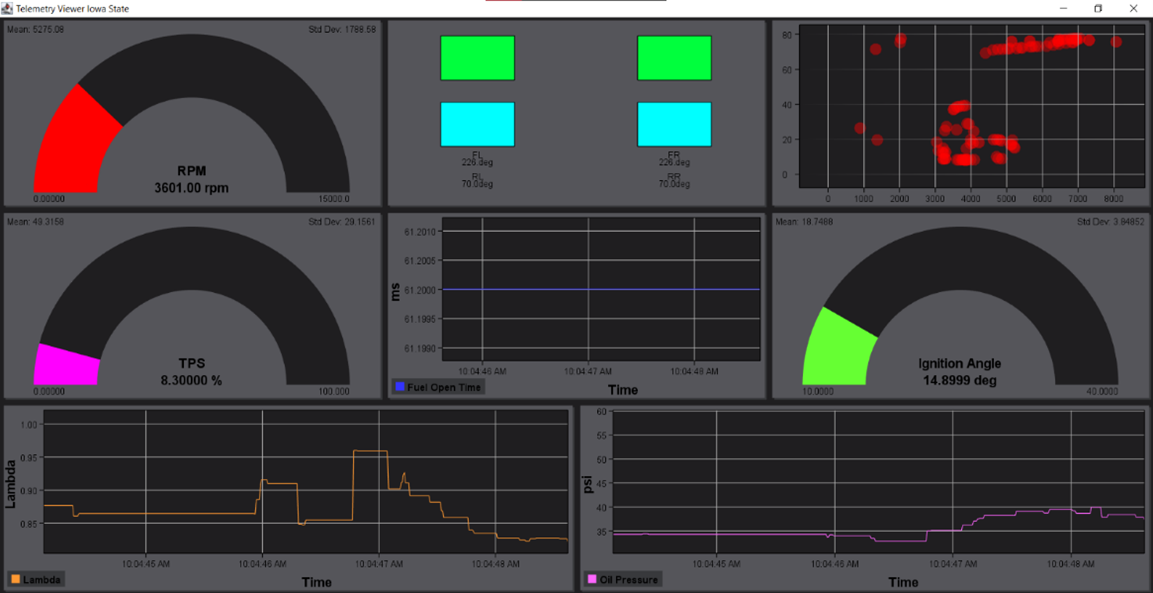 Telemetry Viewer Iowa State
Mean: 5275.08
Std Dev: 1788.58
RPM
3601.00 rpm
0.00000
15000.0
FL
226.deg
RL
70.0deg
FR
226.deg
RR
70.0deg
80
60
40
20
0
0 1000 2000 3000 4000 5000 6000 7000 8000
Mean: 49.3158
Std Dev: 29.1561
TPS
8.30000 %
0.00000
100.000
61.2010
61.2005
ms
61.2000
61.1995
61.1990
10:04:46 AM 10:04:47 AM 10:04:48 AM
Fuel Open Time
Time
Mean: 18.7488
Std Dev: 3.94852
Ignition Angle
14.8999 deg
10.0000
40.0000
1.00
0.95
Lambda
0.90
0.85
10:04:45 AM 10:04:46 AM 10:04:47 AM 10:04:48 AM
Lambda
Time
60
55
50
psi
45
40
35
10:04:45 AM 10:04:46 AM 10:04:47 AM 10:04:48 AM
Oil Pressure
Time